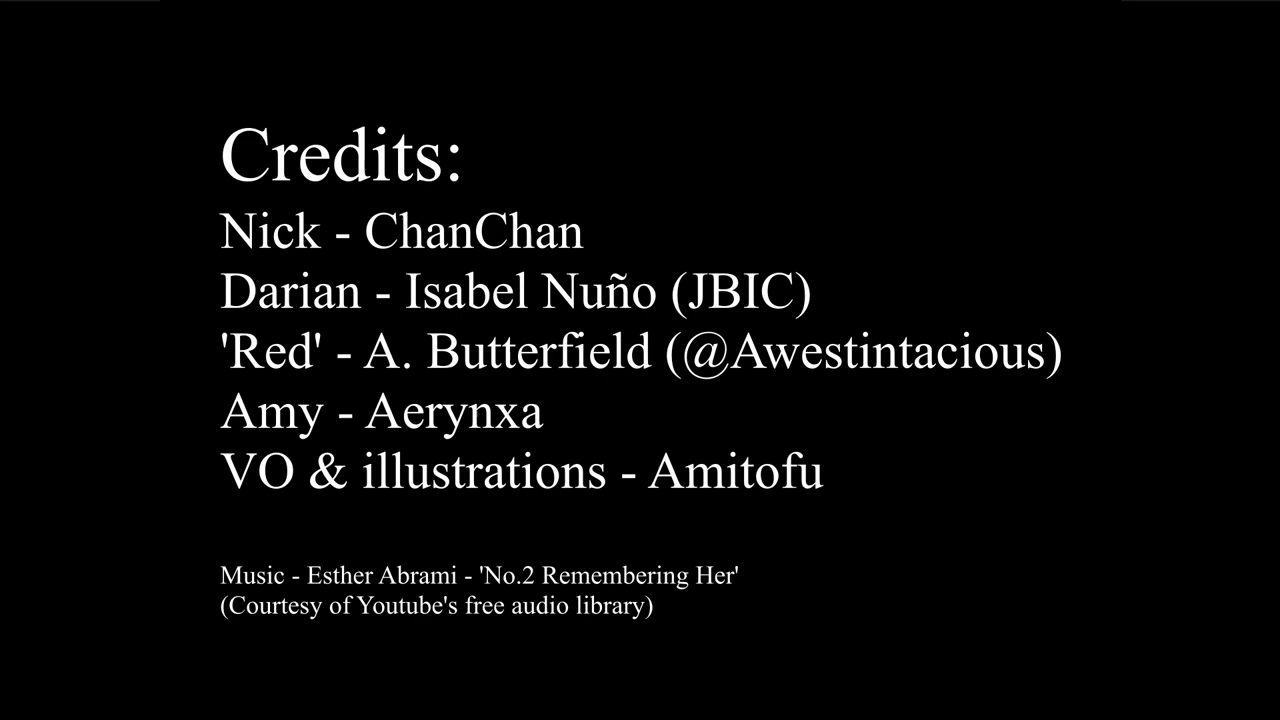 Credits:
Nick - ChanChan
Darian - Isabel Nuño (JBIC)
'Red' - A. Butterfield (@Awestintacious)
Amy - Aerynxa
VO & illustrations - Amitofu
Music - Esther Abrami - 'No.2 Remembering Her'
(Courtesy of Youtube's free audio library)